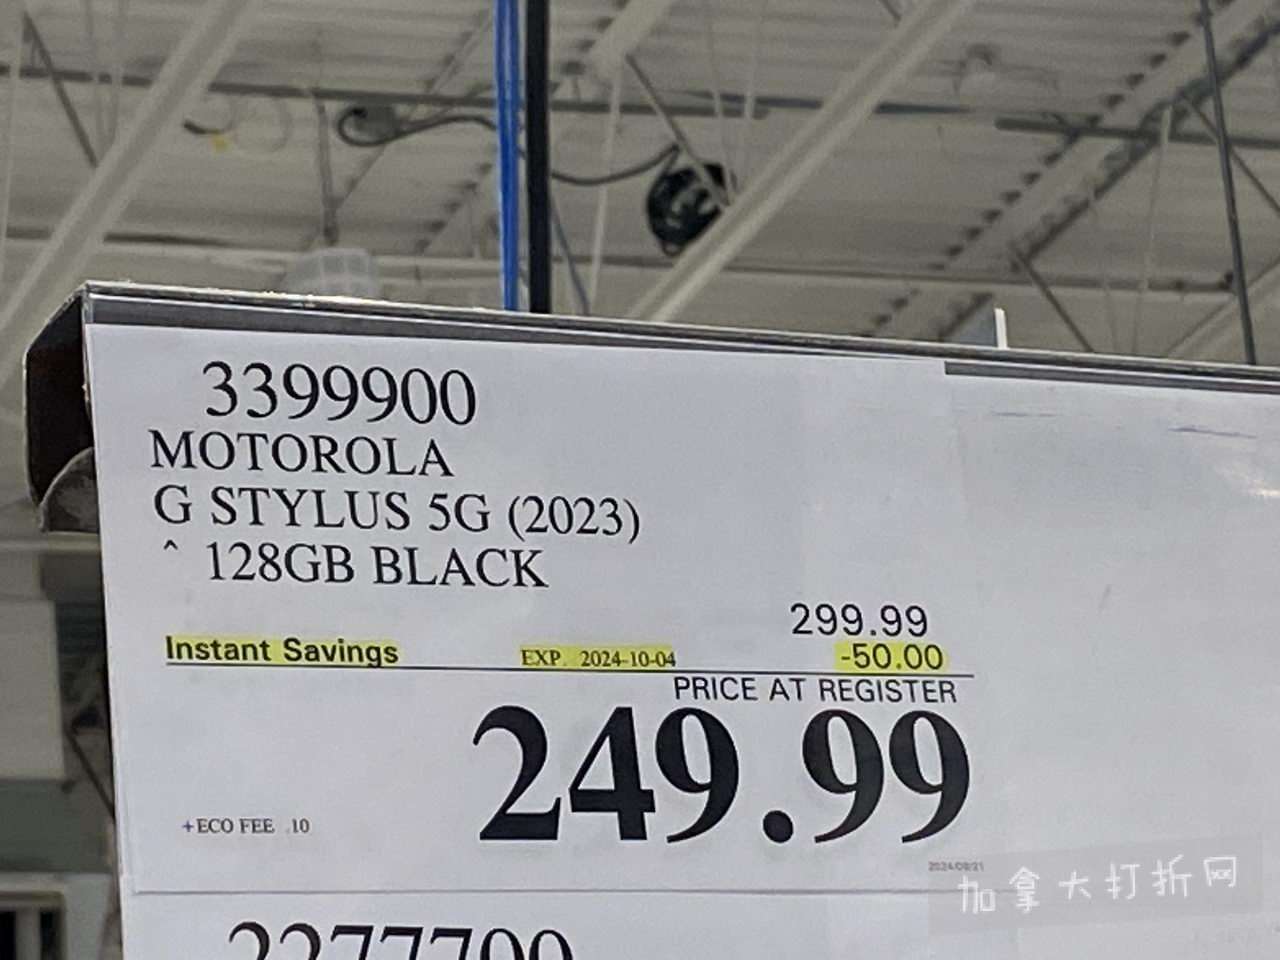 3399900
MOTOROLA
G STYLUS 5G (2023)
^ 128GB BLACK
299.99
Instant Savings EXP. 2024-10-04 -50.00
PRICE AT REGISTER
249.99
+ECO FEE .10
2024/09/21
加拿大打折网
2277700